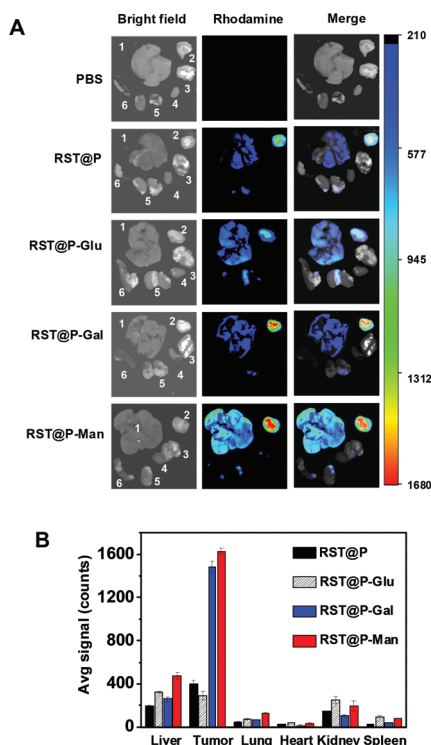 A
Bright field Rhodamine Merge
PBS
1
2
3
4
5
6
210
RST@P
1
2
3
4
5
6
577
RST@P-Glu
1
2
3
4
5
6
945
RST@P-Gal
1
2
3
4
5
6
1312
RST@P-Man
1
2
3
4
5
6
1680
B
Avg signal (counts)
1600
1200
800
400
0
RST@P
RST@P-Glu
RST@P-Gal
RST@P-Man
Liver Tumor Lung Heart Kidney Spleen